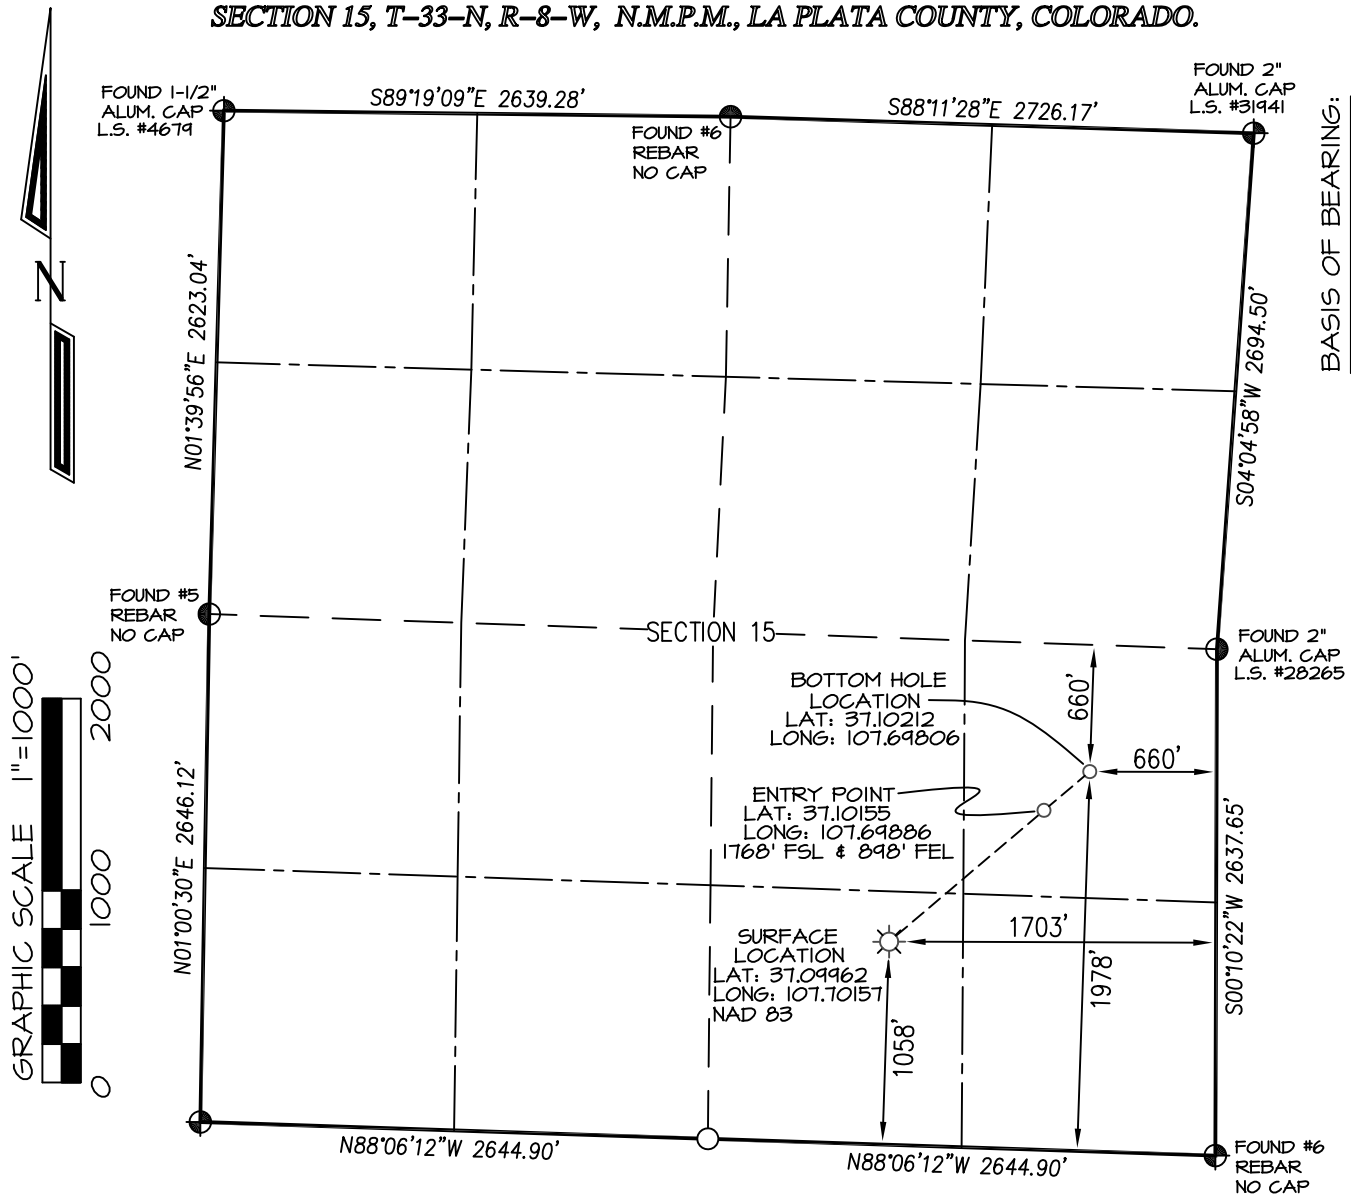 SECTION 15, T-33-N, R-8-W, N.M.P.M., LA PLATA COUNTY, COLORADO.
FOUND 1-1/2"
ALUM. CAP
L.S. #4679
S89°19'09"E 2639.28'
FOUND #6
REBAR
NO CAP
S88°11'28"E 2726.17'
FOUND 2"
ALUM. CAP
L.S. #31941
BASIS OF BEARING:
N
N01°39'56"E 2623.04'
S04°04'58"W 2694.50'
FOUND #5
REBAR
NO CAP
SECTION 15
FOUND 2"
ALUM. CAP
L.S. #28265
BOTTOM HOLE
LOCATION
LAT: 37.10212
LONG: 107.69806
660'
660'
ENTRY POINT
LAT: 37.10155
LONG: 107.69886
1768' FSL & 898' FEL
GRAPHIC SCALE 1"=1000'
2000
1000
0
N01°00'30"E 2646.12'
S00°10'22"W 2637.65'
SURFACE
LOCATION
LAT: 37.09962
LONG: 107.70157
NAD 83
1703'
1058'
1978'
N88°06'12"W 2644.90'
N88°06'12"W 2644.90'
FOUND #6
REBAR
NO CAP